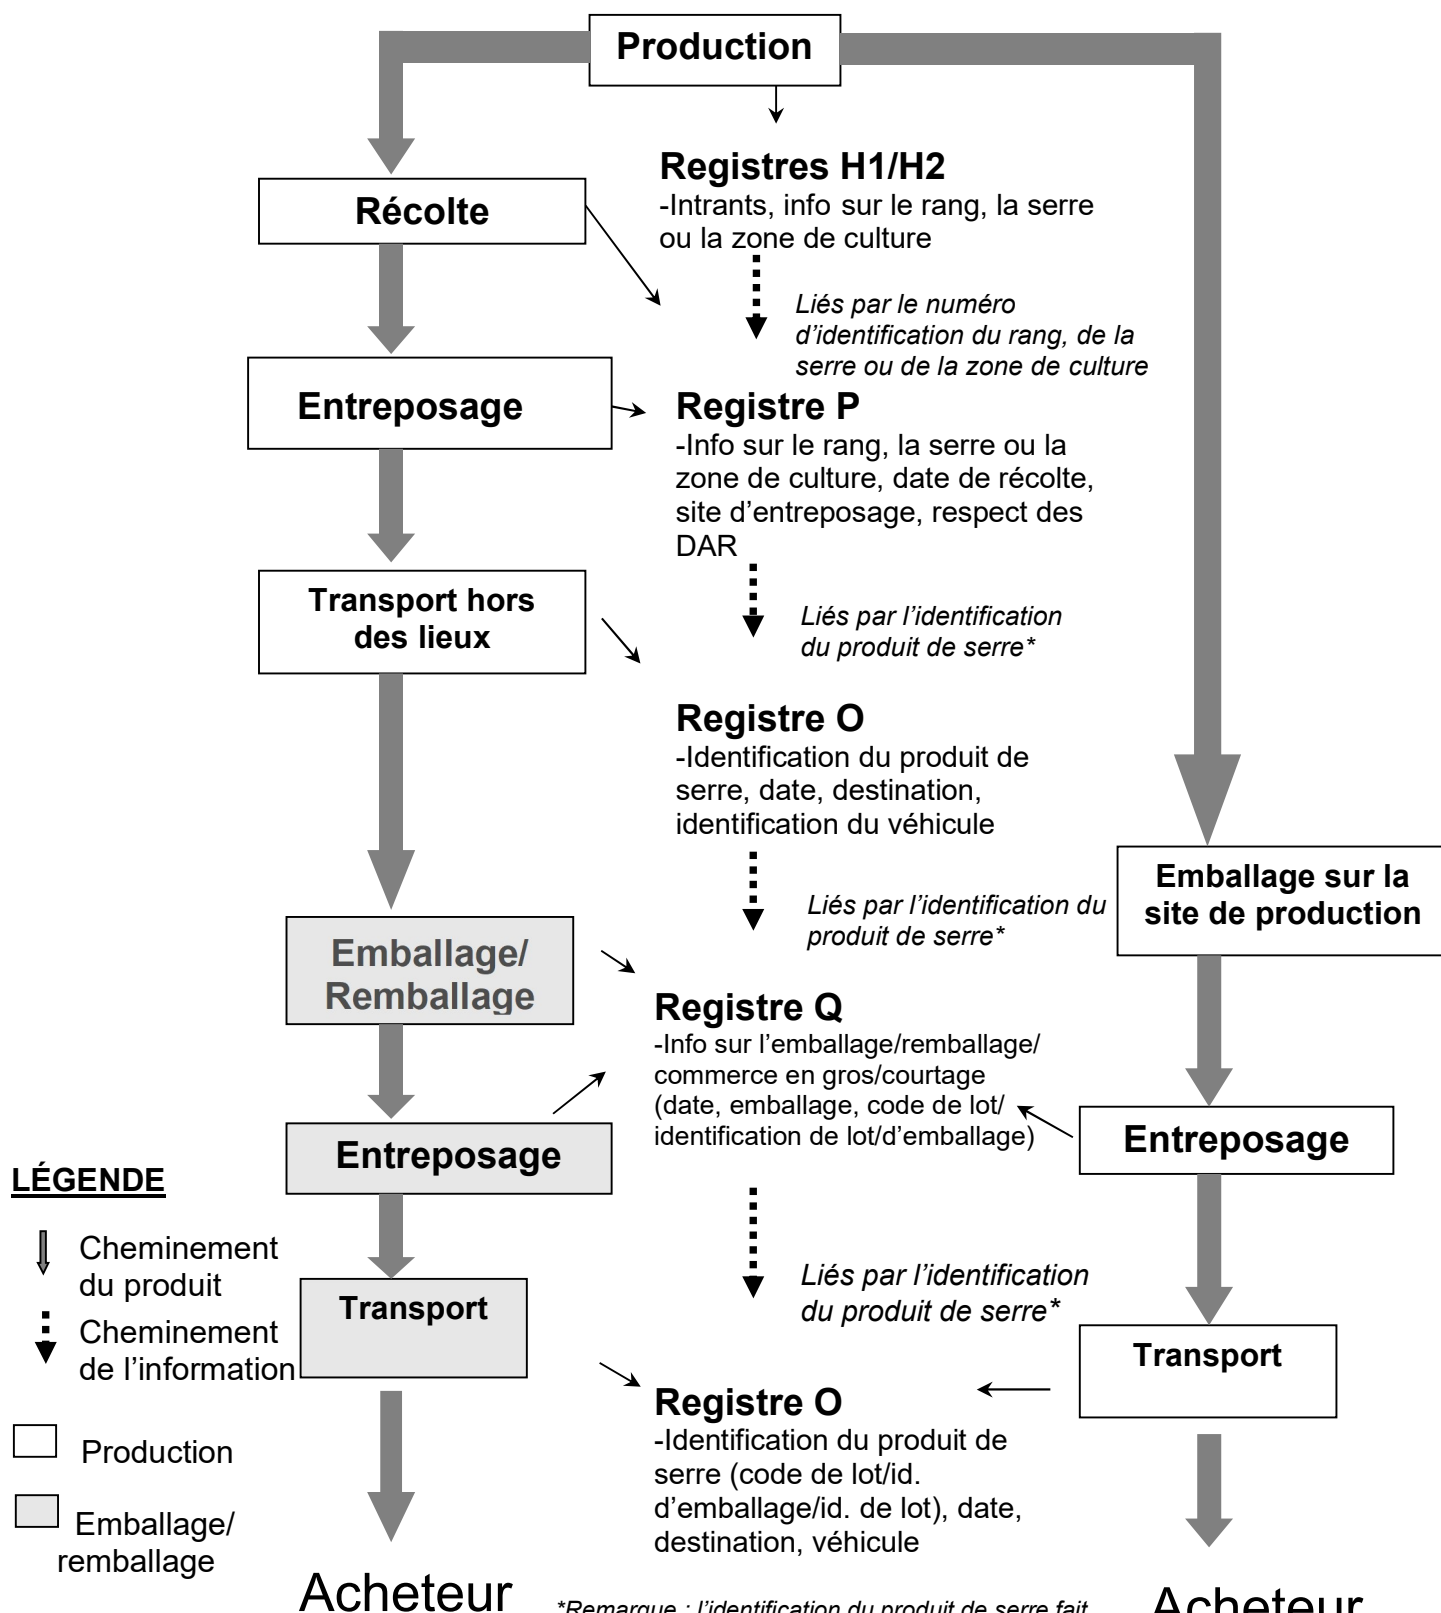 Production
Registres H1/H2
-Intrants, info sur le rang, la serre
ou la zone de culture
Récolte
Liés par le numéro
d’identification du rang, de la
serre ou de la zone de culture
Entreposage
Registre P
-Info sur le rang, la serre ou la
zone de culture, date de récolte,
site d’entreposage, respect des
DAR
Transport hors
des lieux
Liés par l’identification
du produit de serre*
Registre O
-Identification du produit de
serre, date, destination,
identification du véhicule
Emballage sur la
site de production
Liés par l’identification du
produit de serre*
Emballage/
Remballage
Registre Q
-Info sur l’emballage/remballage/
commerce en gros/courtage
(date, emballage, code de lot/
identification de lot/d’emballage)
Entreposage
Entreposage
LÉGENDE
Cheminement
du produit
Cheminement
de l’information
Production
Emballage/
remballage
Liés par l’identification
du produit de serre*
Transport
Transport
Registre O
-Identification du produit de
serre (code de lot/id.
d’emballage/id. de lot), date,
destination, véhicule
Acheteur
*Remarque : l’identification du produit de serre fait
Acheteur